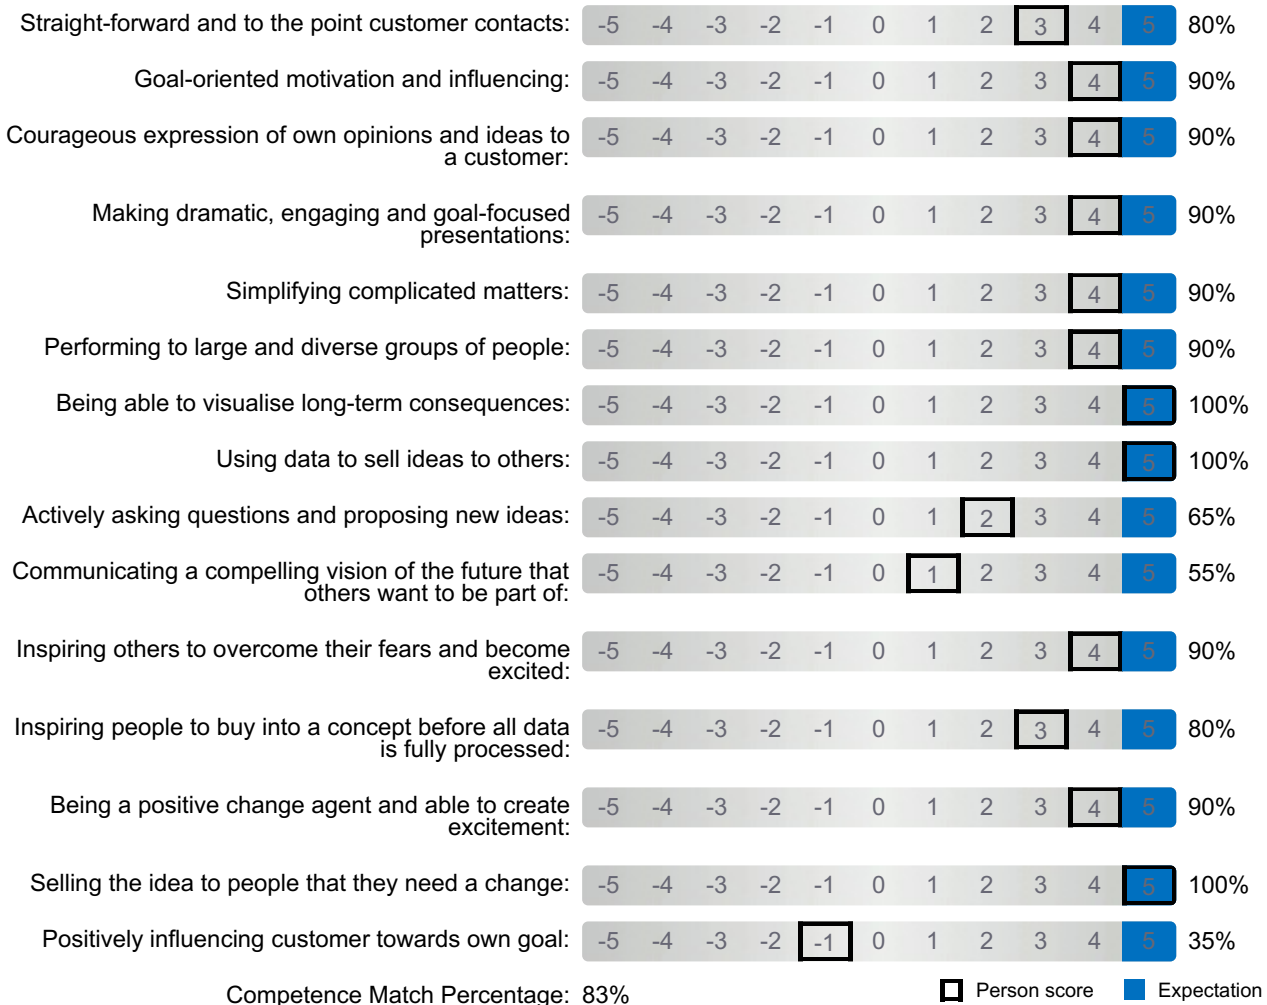 Straight-forward and to the point customer contacts: -5 -4 -3 -2 -1 0 1 2 3 4 5 80%
Goal-oriented motivation and influencing: -5 -4 -3 -2 -1 0 1 2 3 4 5 90%
Courageous expression of own opinions and ideas to
a customer: -5 -4 -3 -2 -1 0 1 2 3 4 5 90%
Making dramatic, engaging and goal-focused
presentations: -5 -4 -3 -2 -1 0 1 2 3 4 5 90%
Simplifying complicated matters: -5 -4 -3 -2 -1 0 1 2 3 4 5 90%
Performing to large and diverse groups of people: -5 -4 -3 -2 -1 0 1 2 3 4 5 90%
Being able to visualise long-term consequences: -5 -4 -3 -2 -1 0 1 2 3 4 5 100%
Using data to sell ideas to others: -5 -4 -3 -2 -1 0 1 2 3 4 5 100%
Actively asking questions and proposing new ideas: -5 -4 -3 -2 -1 0 1 2 3 4 5 65%
Communicating a compelling vision of the future that
others want to be part of: -5 -4 -3 -2 -1 0 1 2 3 4 5 55%
Inspiring others to overcome their fears and become
excited: -5 -4 -3 -2 -1 0 1 2 3 4 5 90%
Inspiring people to buy into a concept before all data
is fully processed: -5 -4 -3 -2 -1 0 1 2 3 4 5 80%
Being a positive change agent and able to create
excitement: -5 -4 -3 -2 -1 0 1 2 3 4 5 90%
Selling the idea to people that they need a change: -5 -4 -3 -2 -1 0 1 2 3 4 5 100%
Positively influencing customer towards own goal: -5 -4 -3 -2 -1 0 1 2 3 4 5 35%
Competence Match Percentage: 83% Person score Expectation